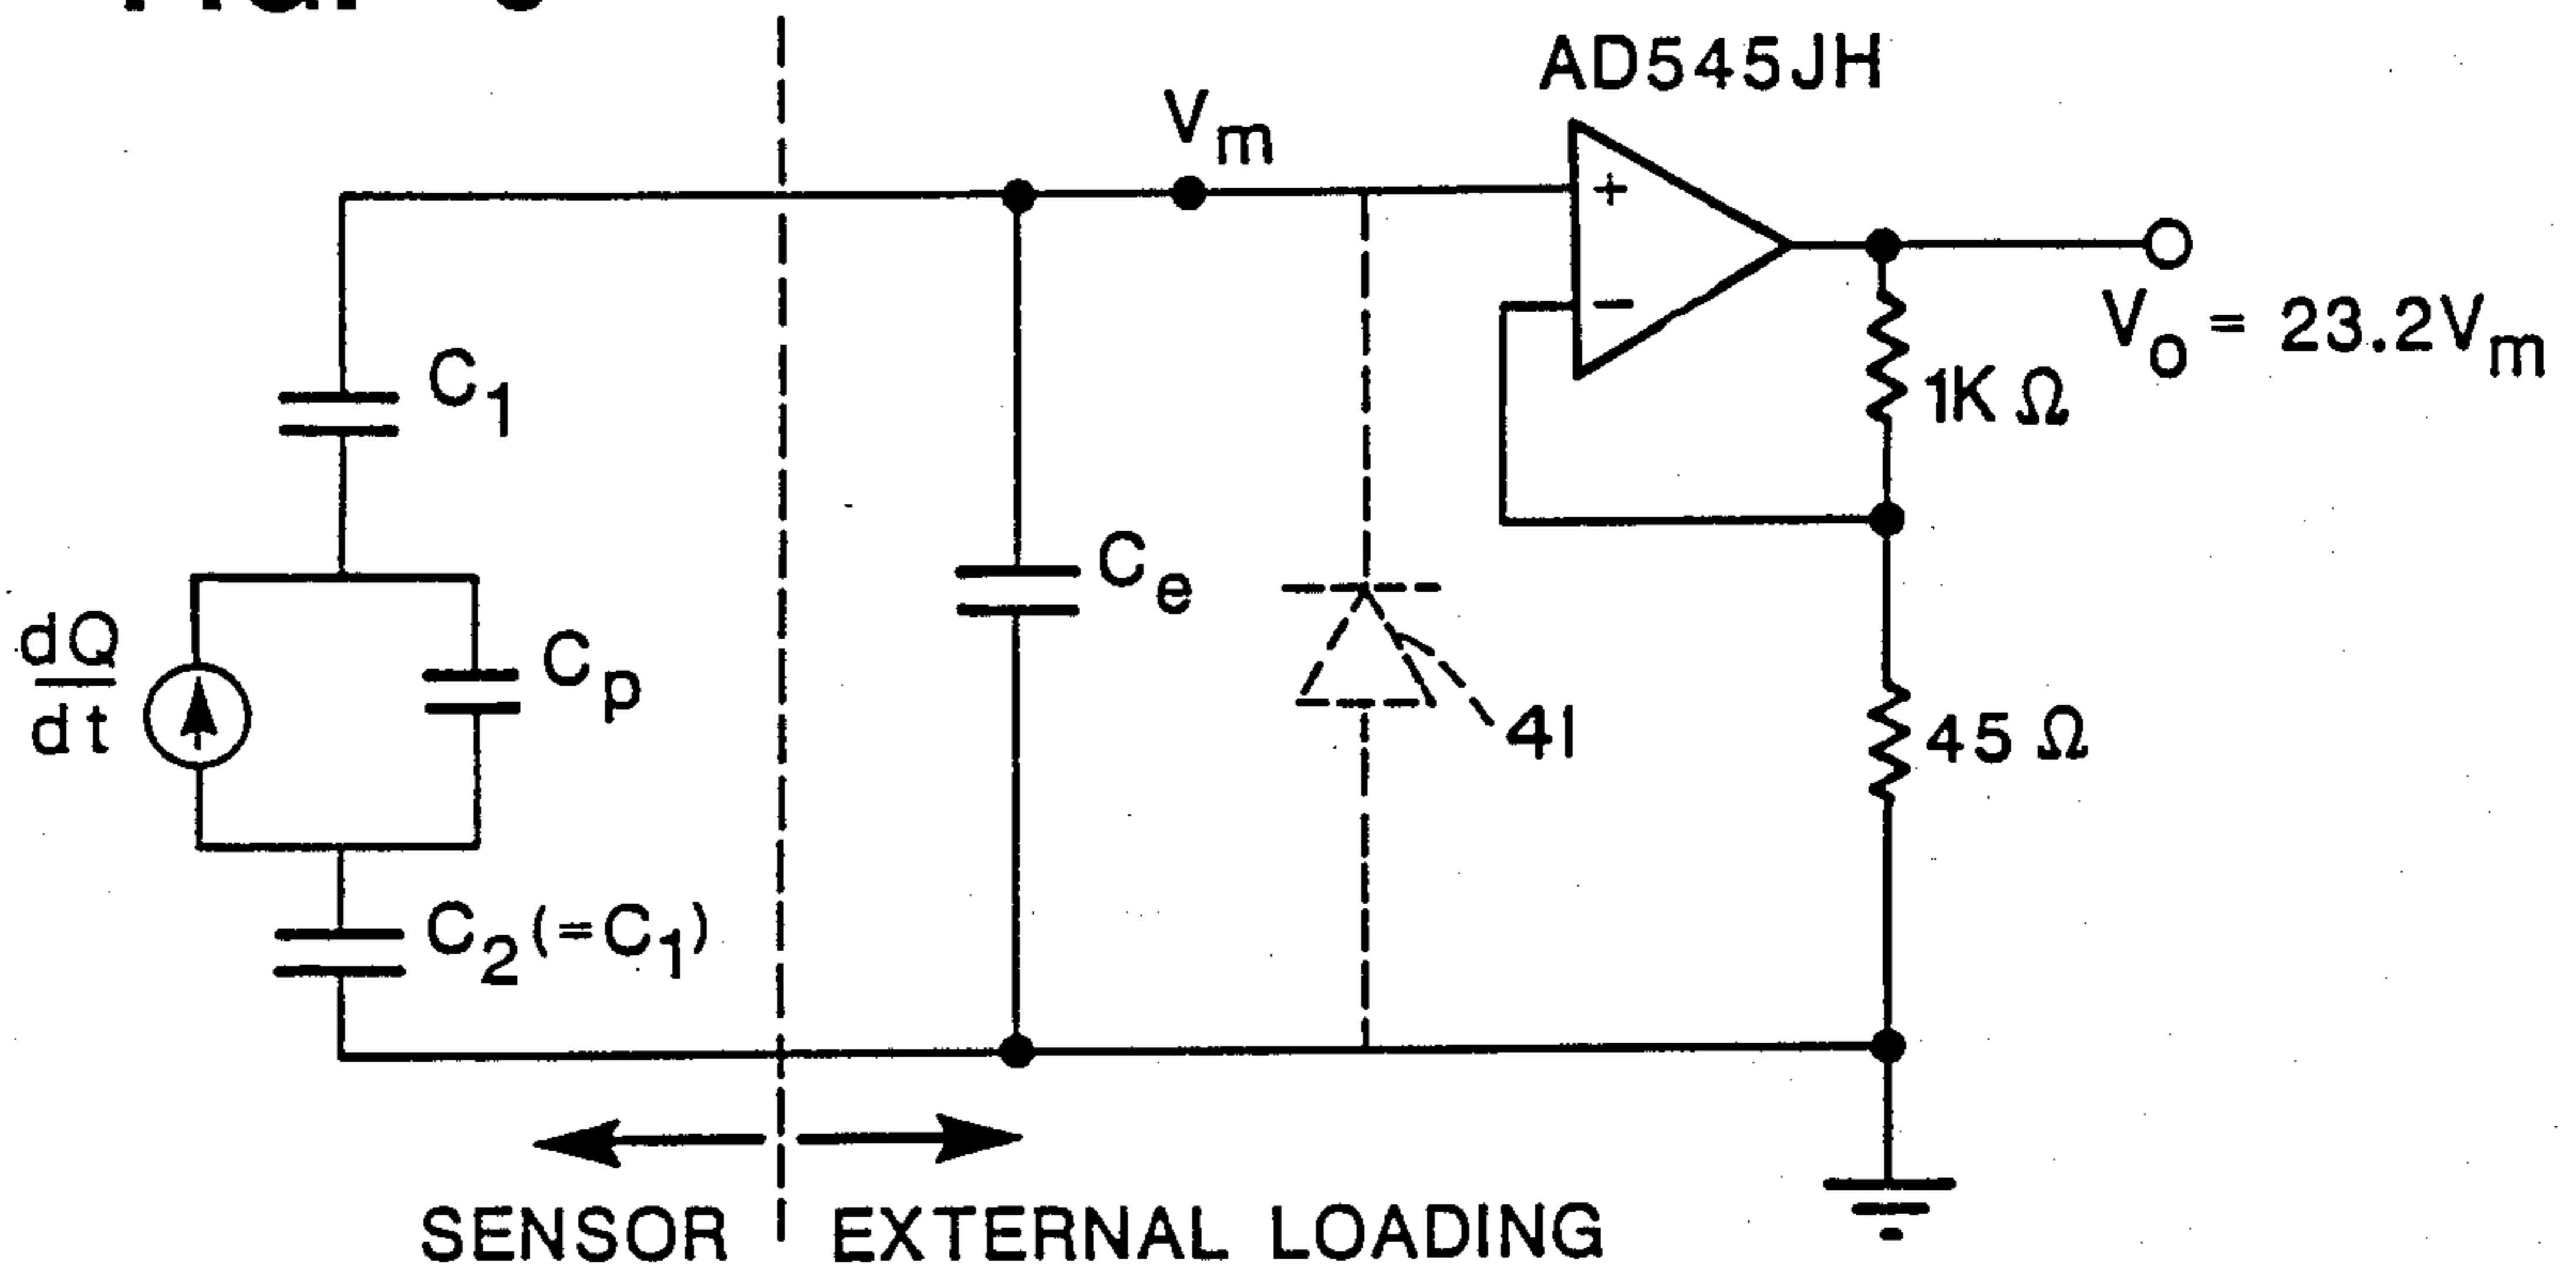 AD545JH
Vm
+
−
Vo = 23.2Vm
1K Ω
C1
Ce
dQ
dt
Cp
41
45 Ω
C2 (=C1)
SENSOR
EXTERNAL LOADING